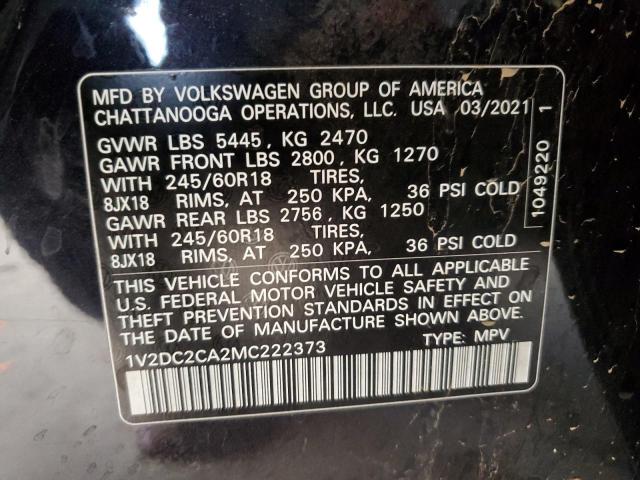 MFD BY VOLKSWAGEN GROUP OF AMERICA
CHATTANOOGA OPERATIONS, LLC. USA 03/2021
GVWR LBS 5445, KG 2470
GAWR FRONT LBS 2800, KG 1270
WITH 245/60R18 TIRES,
8JX18 RIMS, AT 250 KPA, 36 PSI COLD
GAWR REAR LBS 2756, KG 1250
WITH 245/60R18 TIRES,
8JX18 RIMS, AT 250 KPA, 36 PSI COLD
THIS VEHICLE CONFORMS TO ALL APPLICABLE
U.S. FEDERAL MOTOR VEHICLE SAFETY AND
THEFT PREVENTION STANDARDS IN EFFECT ON
THE DATE OF MANUFACTURE SHOWN ABOVE.
1V2DC2CA2MC222373 TYPE: MPV
1049220 1